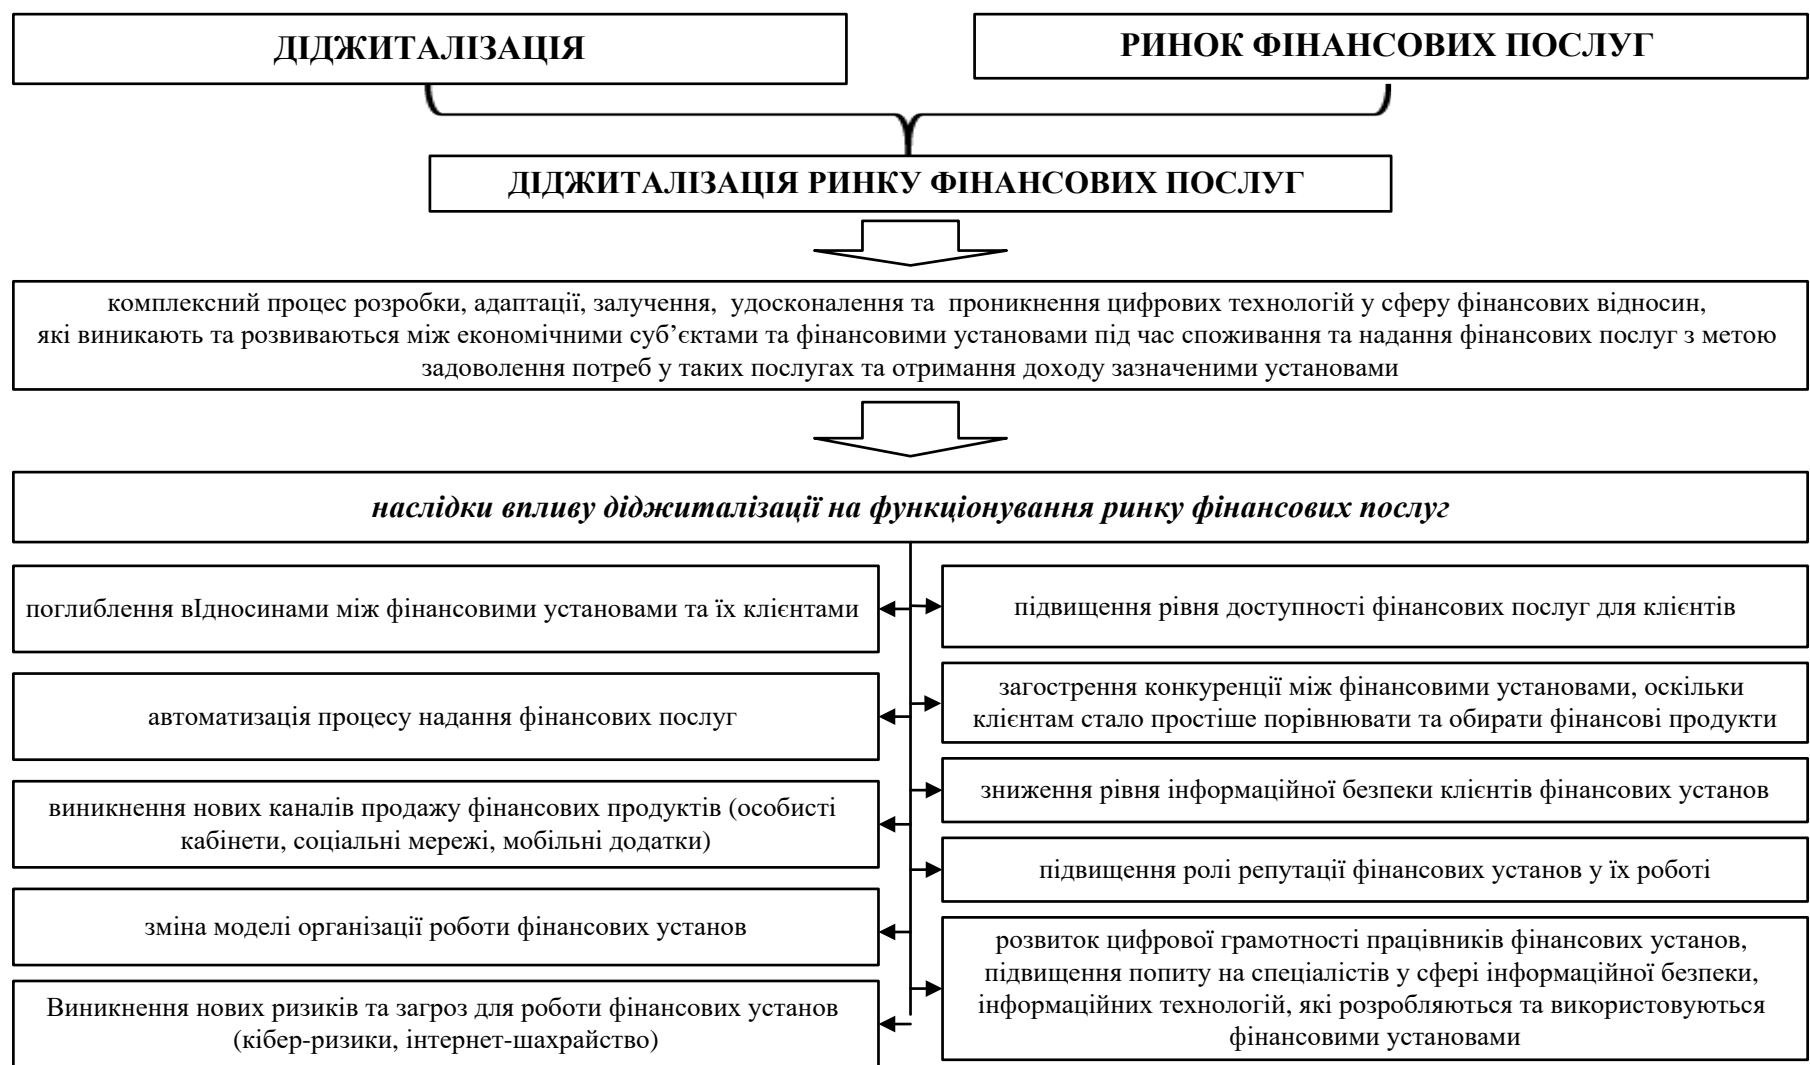 ДІДЖИТАЛІЗАЦІЯ
РИНОК ФІНАНСОВИХ ПОСЛУГ
ДІДЖИТАЛІЗАЦІЯ РИНКУ ФІНАНСОВИХ ПОСЛУГ
комплексний процес розробки, адаптації, залучення, удосконалення та проникнення цифрових технологій у сферу фінансових відносин,
які виникають та розвиваються між економічними суб’єктами та фінансовими установами під час споживання та надання фінансових послуг з метою
задоволення потреб у таких послугах та отримання доходу зазначеними установами
наслідки впливу діджиталізації на функціонування ринку фінансових послуг
поглиблення вІдносинами між фінансовими установами та їх клієнтами
автоматизація процесу надання фінансових послуг
виникнення нових каналів продажу фінансових продуктів (особисті
кабінети, соціальні мережі, мобільні додатки)
зміна моделі організації роботи фінансових установ
Виникнення нових ризиків та загроз для роботи фінансових установ
(кібер-ризики, інтернет-шахрайство)
підвищення рівня доступності фінансових послуг для клієнтів
загострення конкуренції між фінансовими установами, оскільки
клієнтам стало простіше порівнювати та обирати фінансові продукти
зниження рівня інформаційної безпеки клієнтів фінансових установ
підвищення ролі репутації фінансових установ у їх роботі
розвиток цифрової грамотності працівників фінансових установ,
підвищення попиту на спеціалістів у сфері інформаційної безпеки,
інформаційних технологій, які розробляються та використовуються
фінансовими установами